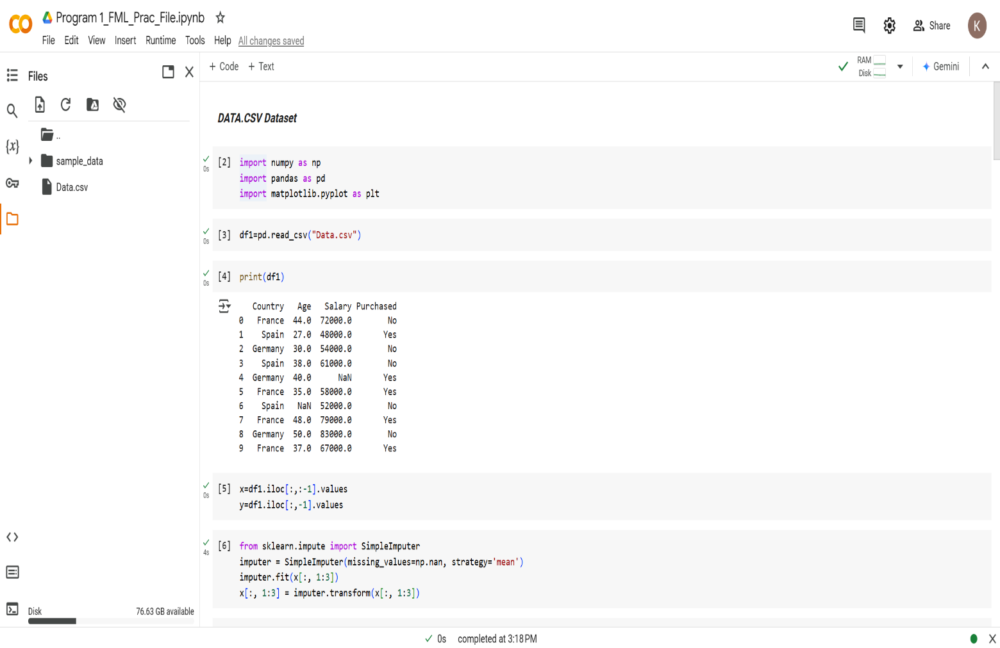 Program 1_FML_Prac_File.ipynb
File Edit View Insert Runtime Tools Help All changes saved
Share
K
Files
+ Code + Text
RAM
Disk
Gemini
..
sample_data
Data.csv
{x}
DATA.CSV Dataset
0s
[2] import numpy as np
import pandas as pd
import matplotlib.pyplot as plt
0s
[3] df1=pd.read_csv("Data.csv")
0s
[4] print(df1)
Country Age Salary Purchased
0 France 44.0 72000.0 No
1 Spain 27.0 48000.0 Yes
2 Germany 30.0 54000.0 No
3 Spain 38.0 61000.0 No
4 Germany 40.0 NaN Yes
5 France 35.0 58000.0 Yes
6 Spain NaN 52000.0 No
7 France 48.0 79000.0 Yes
8 Germany 50.0 83000.0 No
9 France 37.0 67000.0 Yes
0s
[5] x=df1.iloc[:,:-1].values
y=df1.iloc[:,-1].values
4s
[6] from sklearn.impute import SimpleImputer
imputer = SimpleImputer(missing_values=np.nan, strategy='mean')
imputer.fit(x[:, 1:3])
x[:, 1:3] = imputer.transform(x[:, 1:3])
Disk 76.63 GB available
0s completed at 3:18 PM